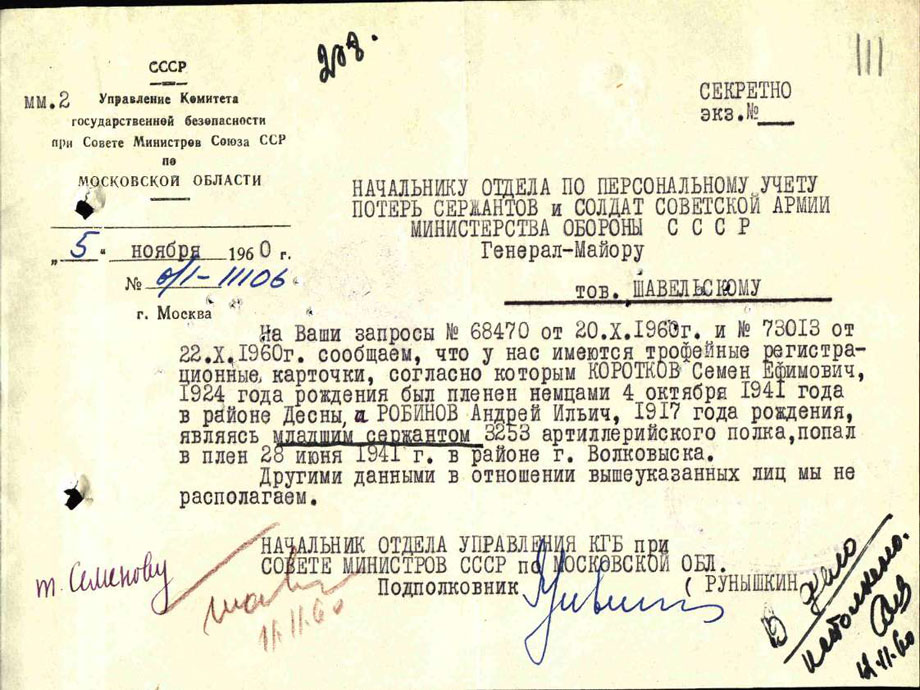 208.
111
СССР
мм.2 Управление Комитета
государственной безопасности
при Совете Министров Союза ССР
по
МОСКОВСКОЙ ОБЛАСТИ
„5“ ноября 1960 г.
№ 6/1-11106
г. Москва
СЕКРЕТНО
экз.№
НАЧАЛЬНИКУ ОТДЕЛА ПО ПЕРСОНАЛЬНОМУ УЧЕТУ
ПОТЕРЬ СЕРЖАНТОВ и СОЛДАТ СОВЕТСКОЙ АРМИИ
МИНИСТЕРСТВА ОБОРОНЫ С С С Р
Генерал-Майору
тов. ШАВЕЛЬСКОМУ
На Ваши запросы № 68470 от 20.X.1960г. и № 73013 от
22.X.1960г. сообщаем, что у нас имеются трофейные регистра-
ционные карточки, согласно которым КОРОТКОВ Семен Ефимович,
1924 года рождения был пленен немцами 4 октября 1941 года
в районе Десны, и РОБИНОВ Андрей Ильич, 1917 года рождения,
являясь младшим сержантом 3253 артиллерийского полка,попал
в плен 28 июня 1941 г. в районе г. Волковыска.
Другими данными в отношении вышеуказанных лиц мы не
располагаем.
НАЧАЛЬНИК ОТДЕЛА УПРАВЛЕНИЯ КГБ при
СОВЕТЕ МИНИСТРОВ СССР по МОСКОВСКОЙ ОБЛ.
Подполковник ( РУНЫШКИН
т. Семенову
11.11.60
В дело
исполнено.
11.11.60